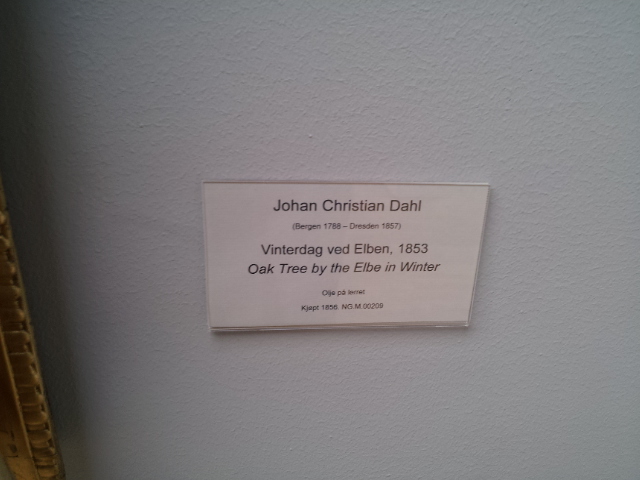 Johan Christian Dahl
(Bergen 1788 – Dresden 1857)
Vinterdag ved Elben, 1853
Oak Tree by the Elbe in Winter
Olje på lerret
Kjøpt 1856. NG.M.00209